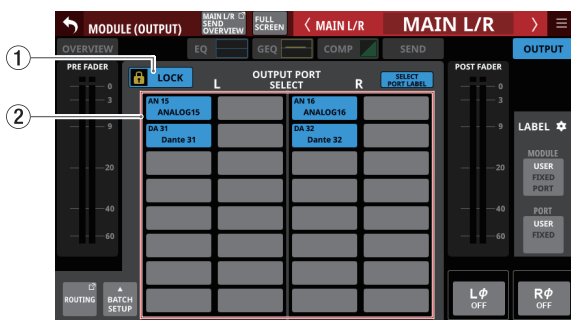 MODULE (OUTPUT)
MAIN L/R
SEND
OVERVIEW
FULL
SCREEN
MAIN L/R
MAIN L/R
OVERVIEW
EQ
GEQ
COMP
SEND
OUTPUT
1
PRE FADER
LOCK
L
OUTPUT PORT
SELECT
R
SELECT
PORT LABEL
POST FADER
0
3
9
20
40
60
2
AN 15
ANALOG15
AN 16
ANALOG16
DA 31
Dante 31
DA 32
Dante 32
0
3
9
20
40
60
LABEL
MODULE
USER
FIXED
PORT
PORT
USER
FIXED
ROUTING
BATCH
SETUP
LΦ
OFF
RΦ
OFF